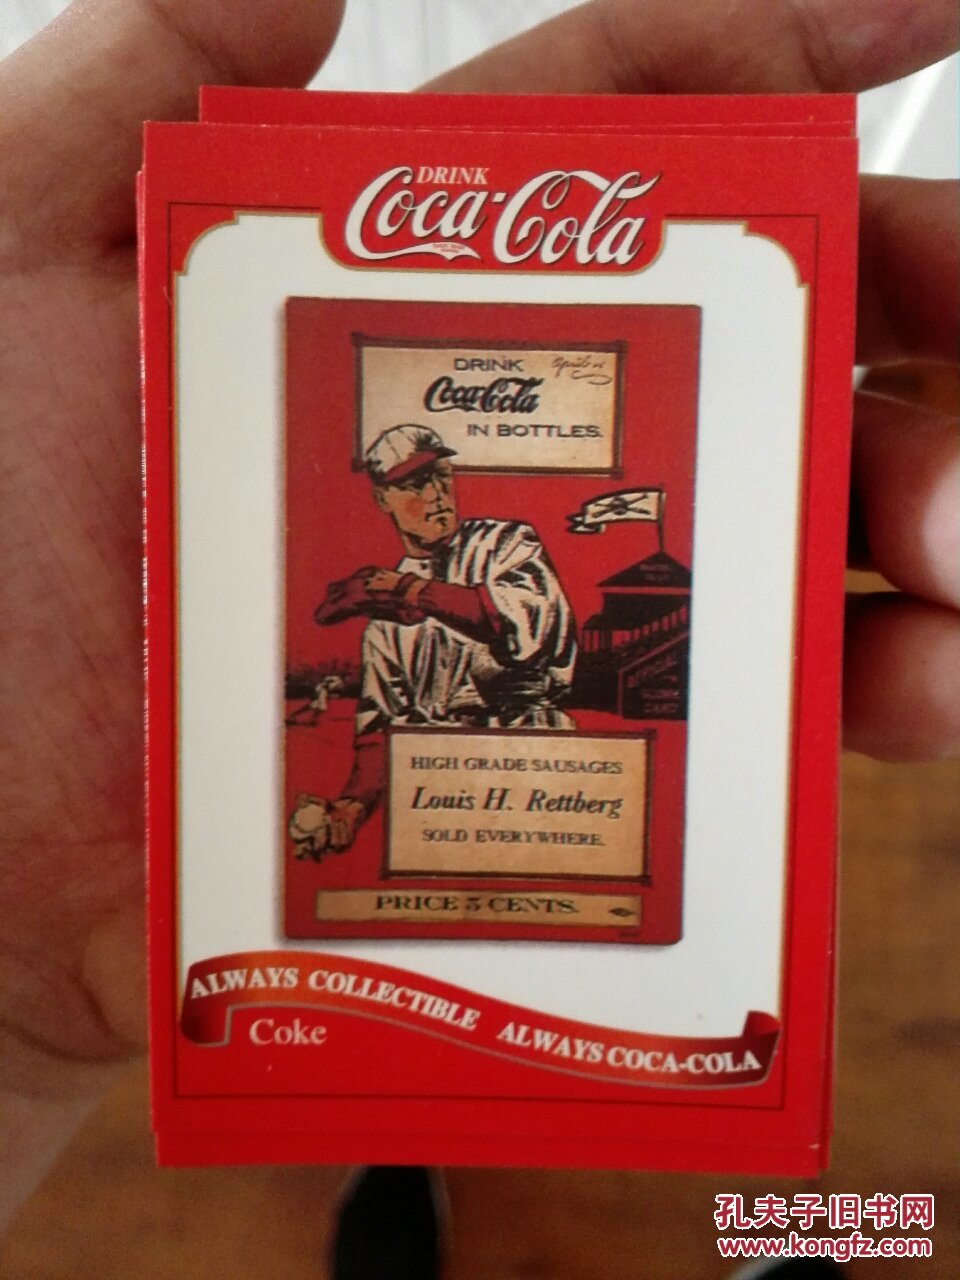 DRINK
Coca-Cola
DRINK
Coca-Cola
IN BOTTLES.
HIGH GRADE SAUSAGES
Louis H. Rettberg
SOLD EVERYWHERE.
PRICE 5 CENTS.
ALWAYS COLLECTIBLE ALWAYS COCA-COLA
Coke
孔夫子旧书网
www.kongfz.com